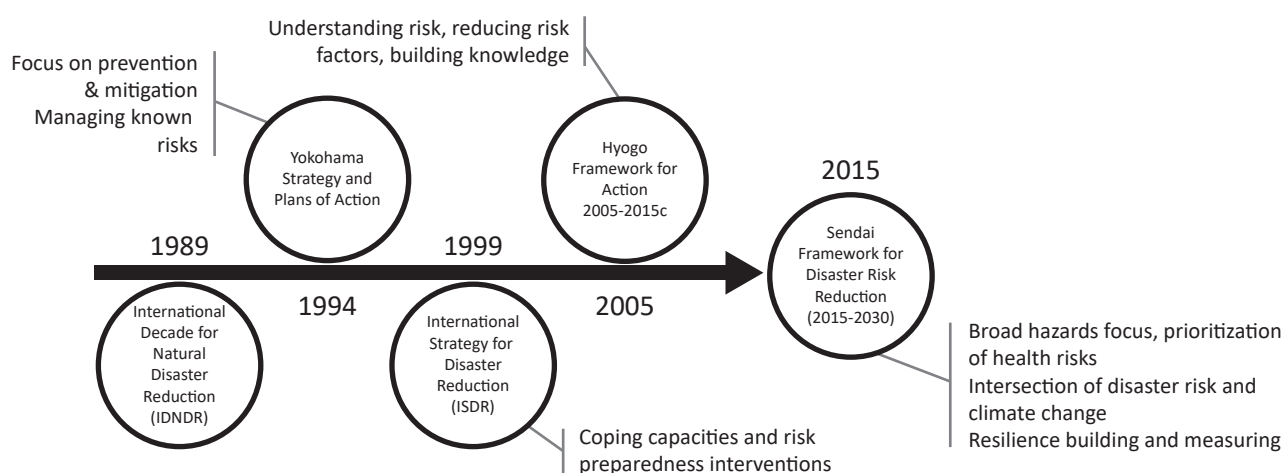 Understanding risk, reducing risk
factors, building knowledge
Focus on prevention
& mitigation
Managing known
risks
Yokohama
Strategy and
Plans of Action
Hyogo
Framework for
Action
2005-2015c
2015
Sendai
Framework for
Disaster Risk
Reduction
(2015-2030)
1989
1999
1994
2005
International
Decade for
Natural
Disaster
Reduction
(IDNDR)
International
Strategy for
Disaster
Reduction
(ISDR)
Broad hazards focus, prioritization
of health risks
Intersection of disaster risk and
climate change
Resilience building and measuring
Coping capacities and risk
preparedness interventions